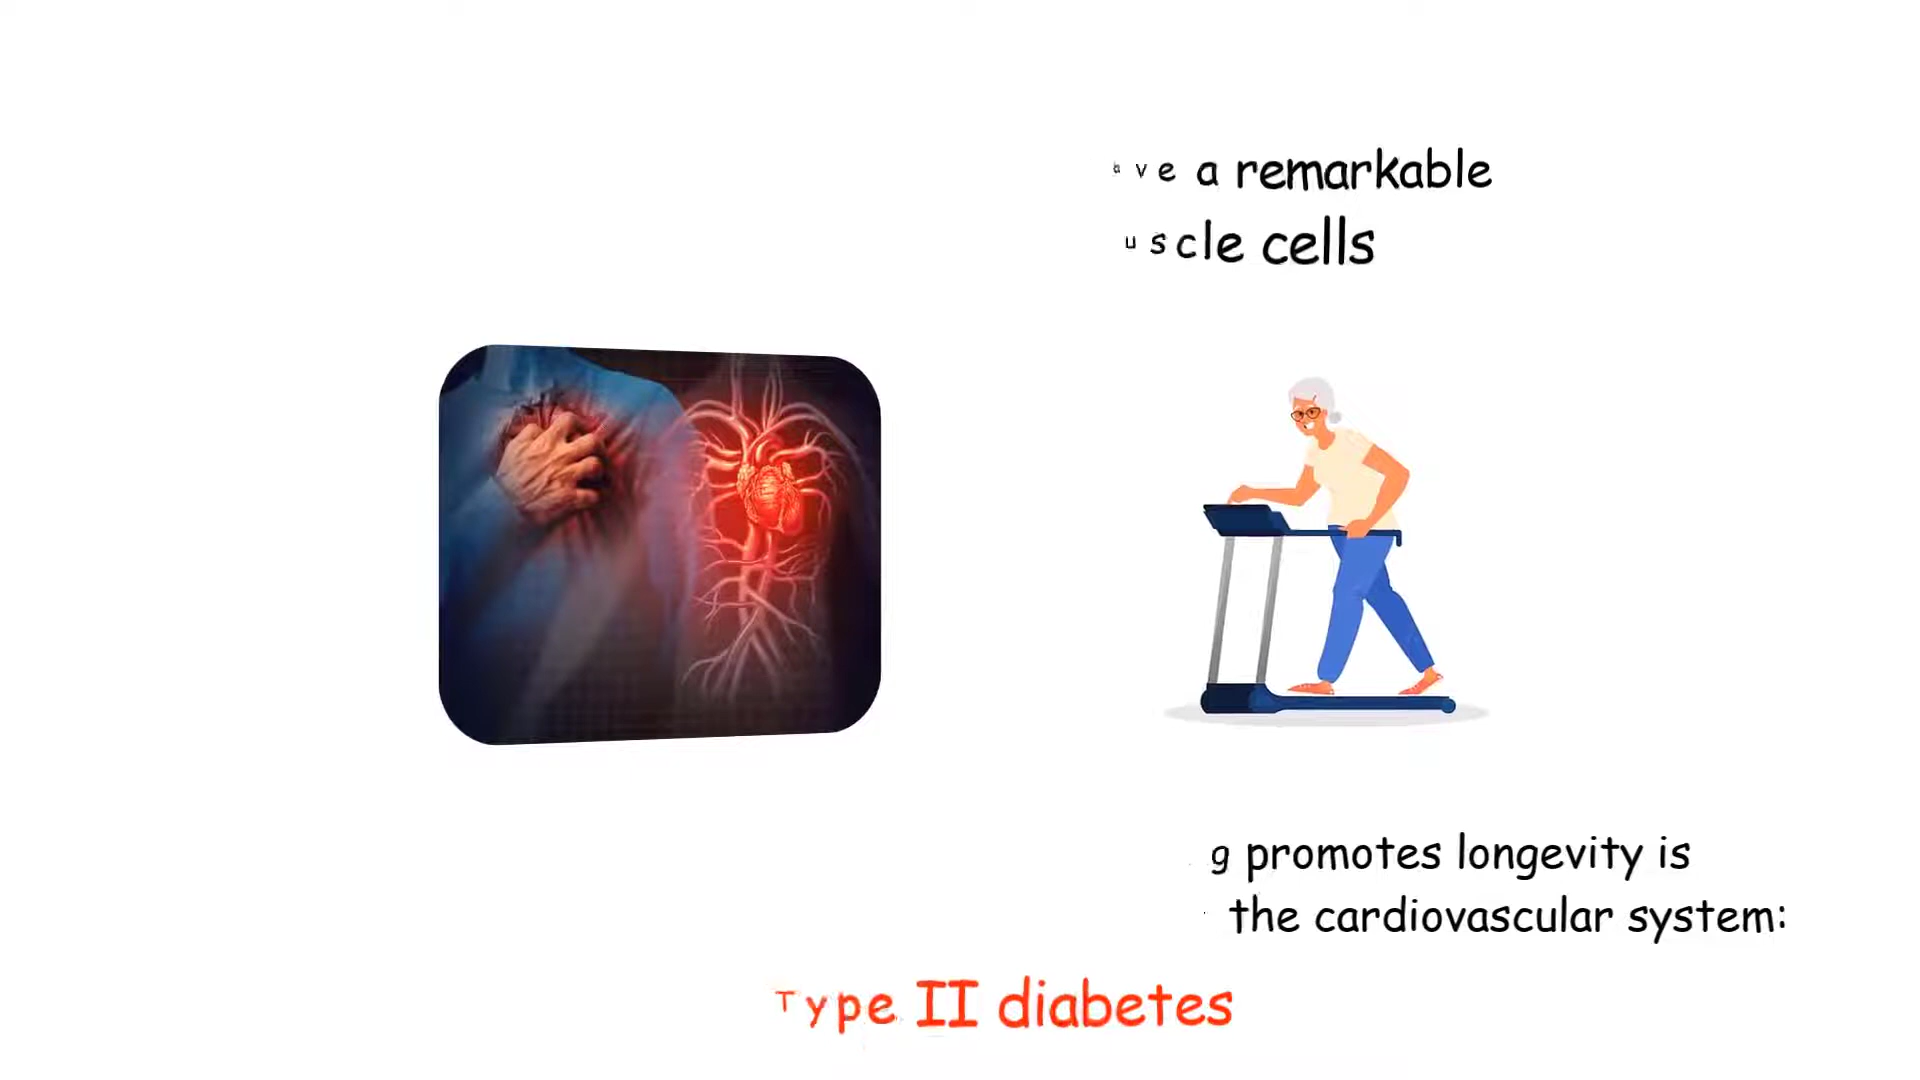 ave a remarkable
uscle cells
g promotes longevity is
the cardiovascular system:
Type II diabetes